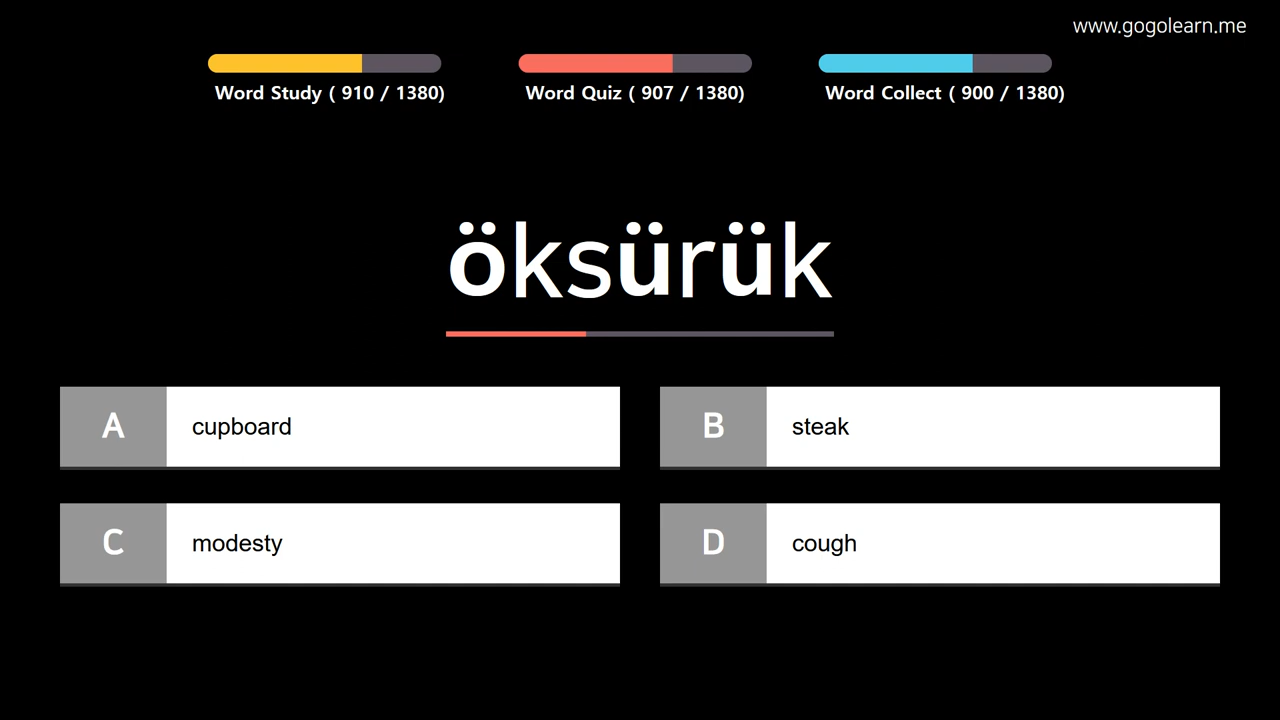 www.gogolearn.me
Word Study ( 910 / 1380)
Word Quiz ( 907 / 1380)
Word Collect ( 900 / 1380)
öksürük
A cupboard
B steak
C modesty
D cough